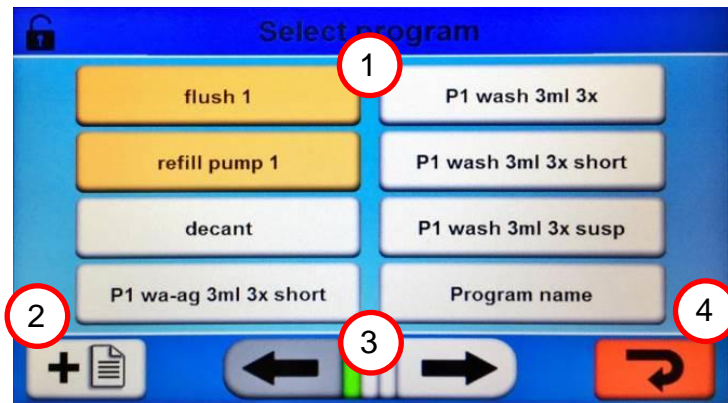 Select program
1
flush 1
P1 wash 3ml 3x
refill pump 1
P1 wash 3ml 3x short
decant
P1 wash 3ml 3x susp
P1 wa-ag 3ml 3x short
Program name
2
3
4